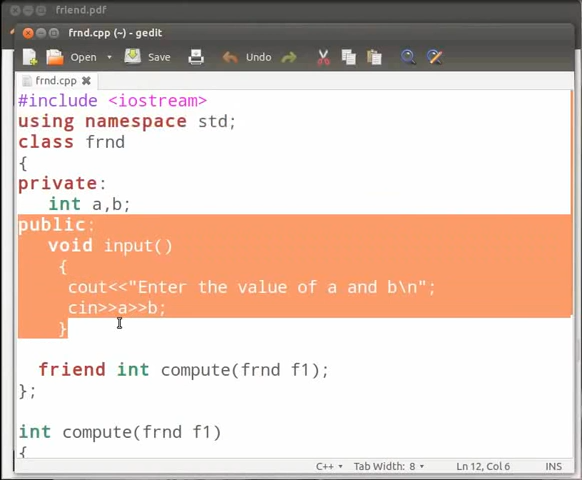 friend.pdf
frnd.cpp (~) - gedit
Open Save Undo
frnd.cpp
#include <iostream>
using namespace std;
class frnd
{
private:
int a,b;
public:
void input()
{
cout<<"Enter the value of a and b\n";
cin>>a>>b;
}
friend int compute(frnd f1);
};
int compute(frnd f1)
{
C++ Tab Width: 8 Ln 12, Col 6 INS